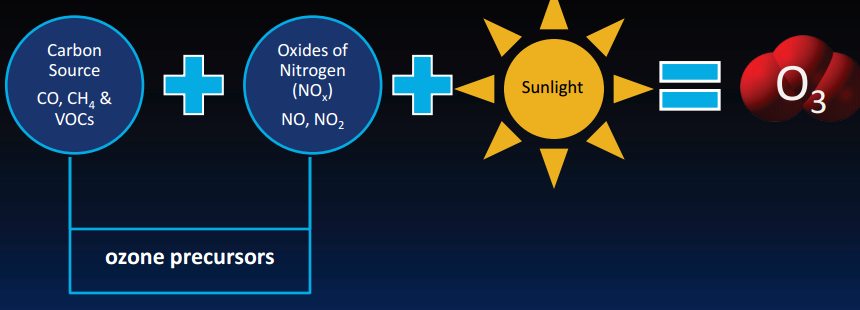 Carbon
Source
CO, CH₄ &
VOCs
Oxides of
Nitrogen
(NOₓ)
NO, NO₂
Sunlight
O₃
ozone precursors